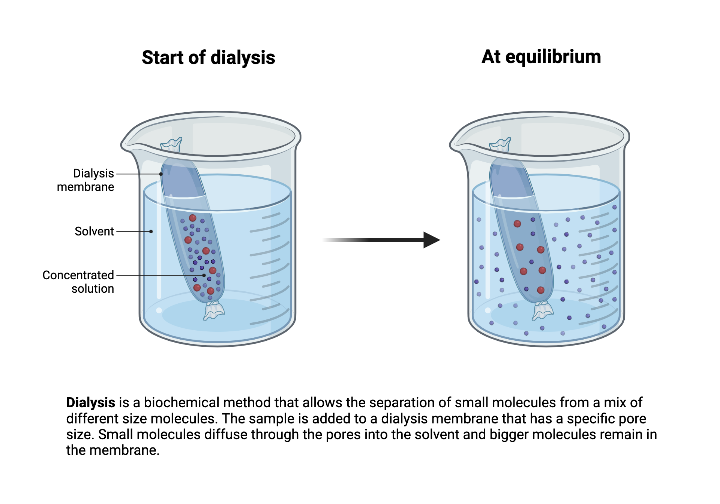 Start of dialysis
At equilibrium
Dialysis
membrane
Solvent
Concentrated
solution
Dialysis is a biochemical method that allows the separation of small molecules from a mix of
different size molecules. The sample is added to a dialysis membrane that has a specific pore
size. Small molecules diffuse through the pores into the solvent and bigger molecules remain in
the membrane.